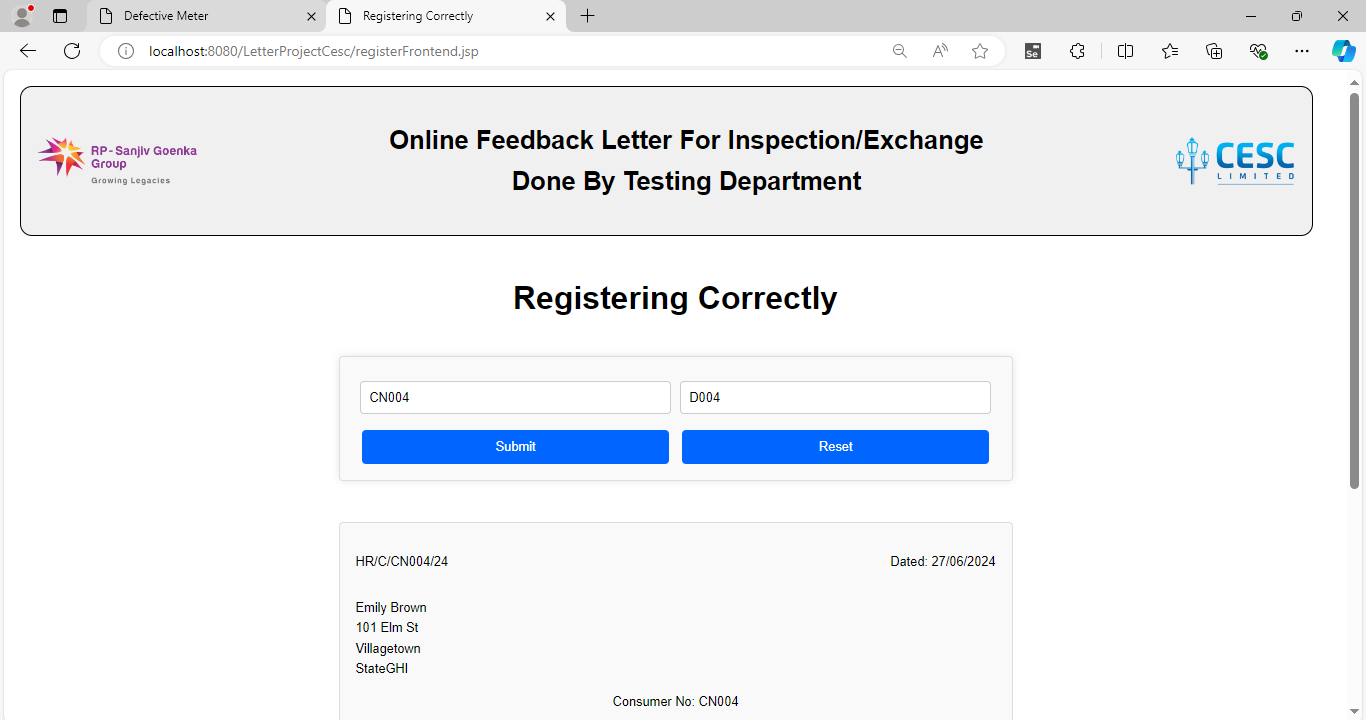 Defective Meter
Registering Correctly
localhost:8080/LetterProjectCesc/registerFrontend.jsp
Se
RP-Sanjiv Goenka
Group
Growing Legacies
Online Feedback Letter For Inspection/Exchange
Done By Testing Department
CESC
LIMITED
Registering Correctly
CN004
D004
Submit
Reset
HR/C/CN004/24
Dated: 27/06/2024
Emily Brown
101 Elm St
Villagetown
StateGHI
Consumer No: CN004